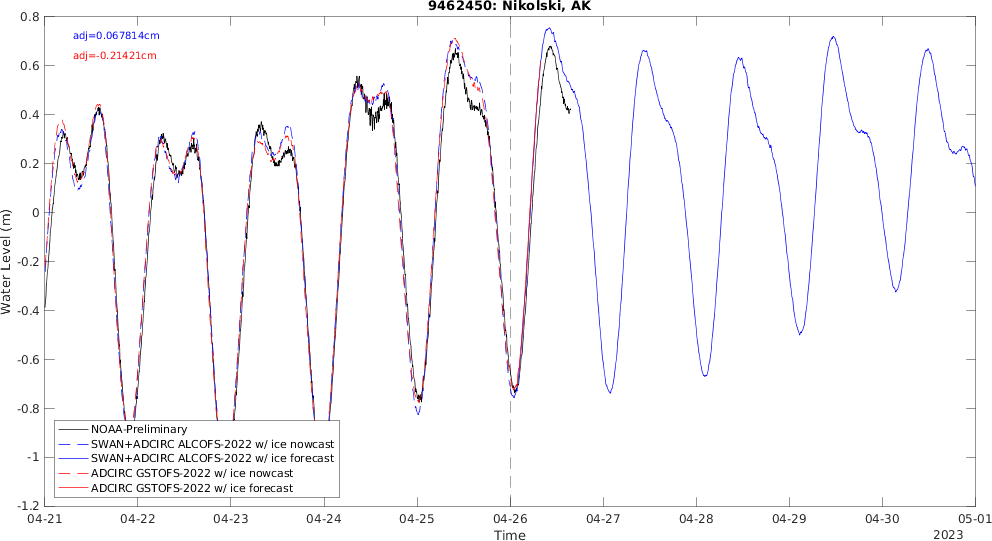 9462450: Nikolski, AK
adj=0.067814cm
adj=-0.21421cm
Water Level (m)
0.8
0.6
0.4
0.2
0
-0.2
-0.4
-0.6
-0.8
-1
-1.2
NOAA-Preliminary
SWAN+ADCIRC ALCOFS-2022 w/ ice nowcast
SWAN+ADCIRC ALCOFS-2022 w/ ice forecast
ADCIRC GSTOFS-2022 w/ ice nowcast
ADCIRC GSTOFS-2022 w/ ice forecast
04-21 04-22 04-23 04-24 04-25 04-26 04-27 04-28 04-29 04-30 05-01
Time
2023